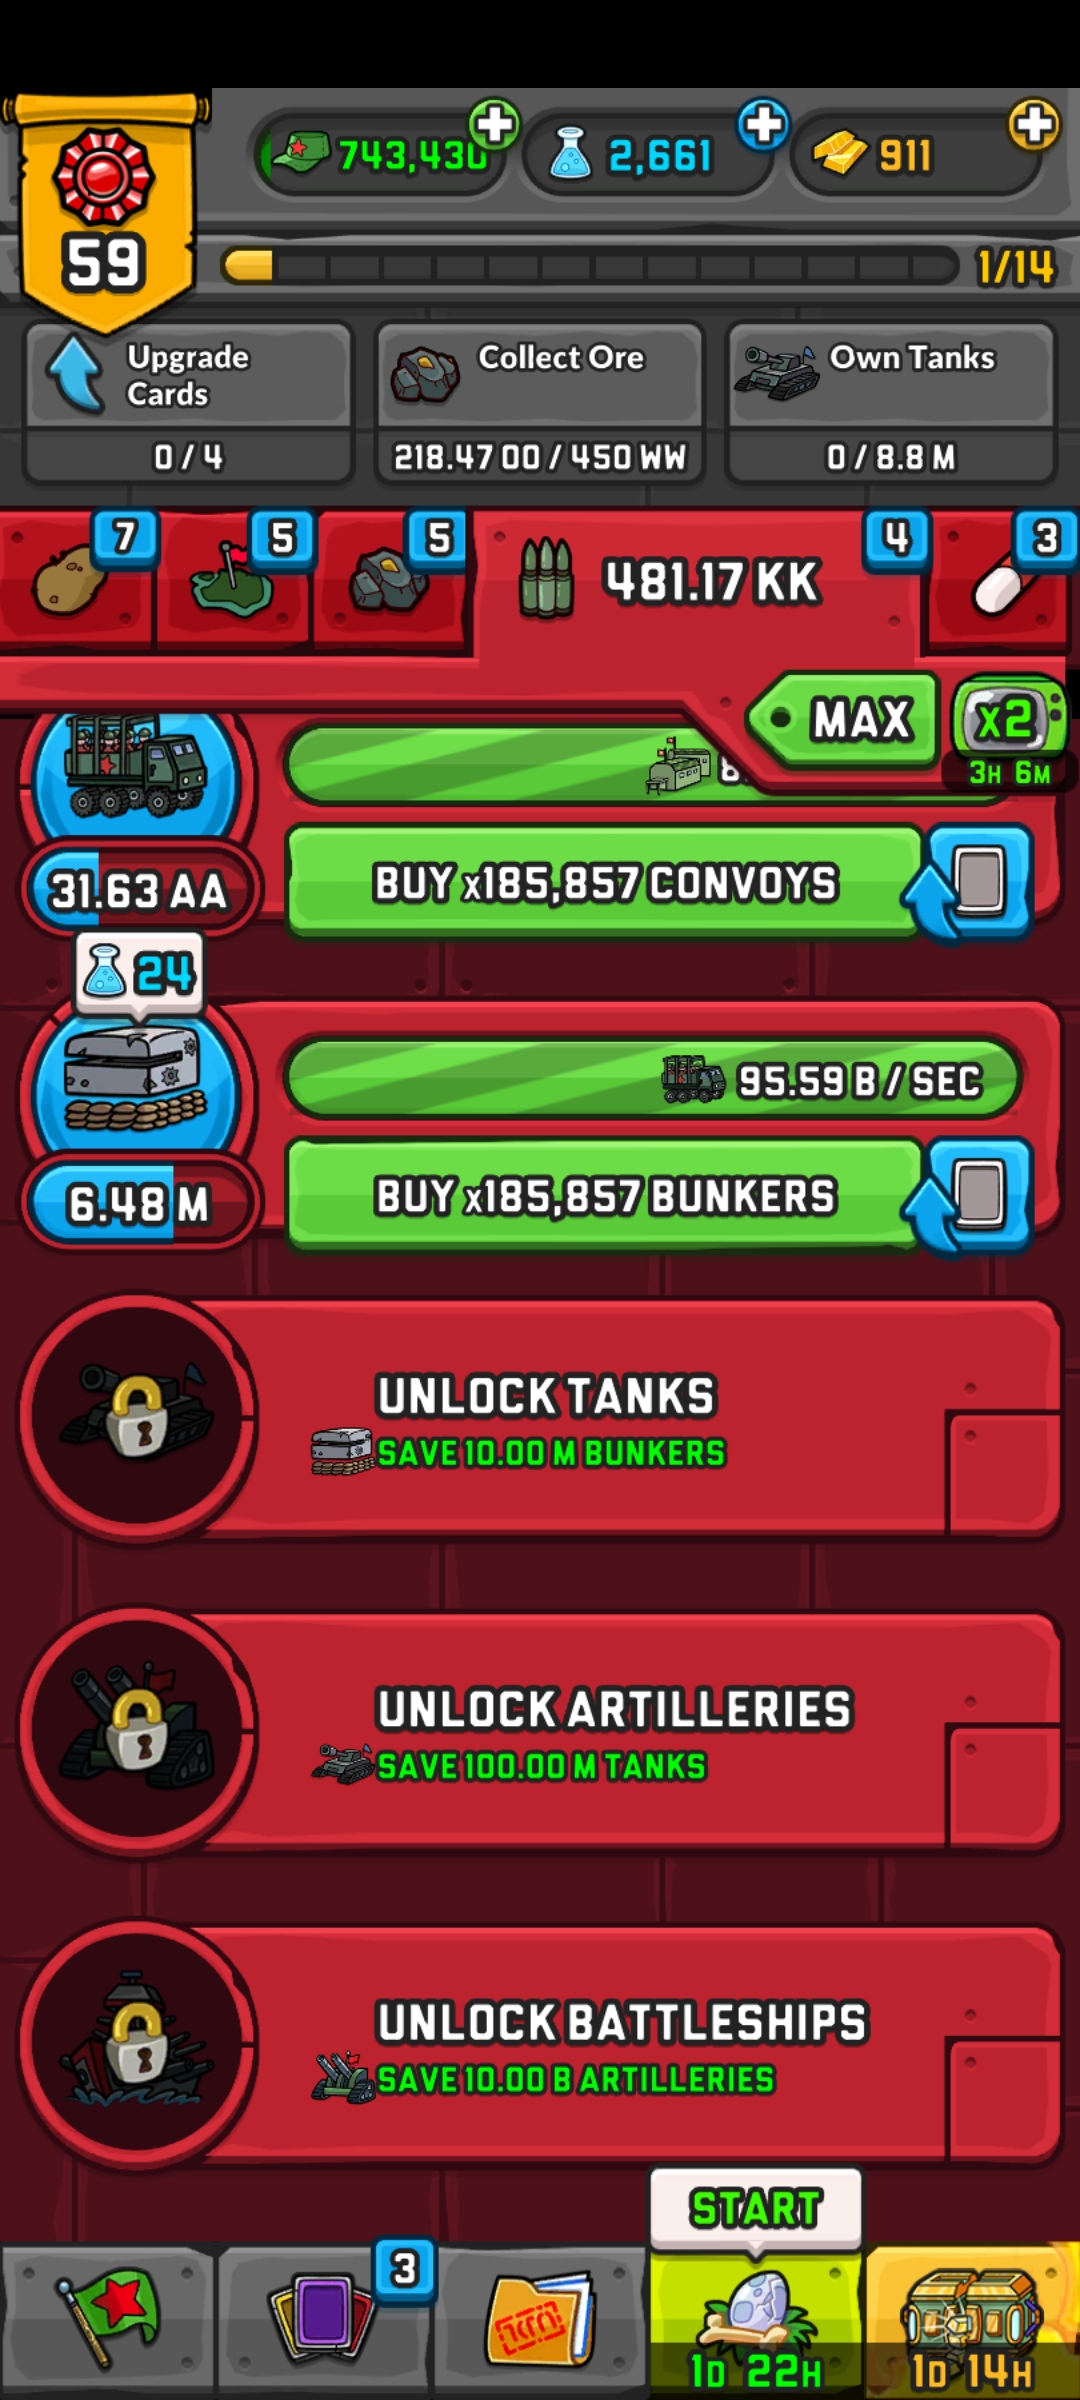 743,430
2,661
911
59
1/14
Upgrade
Cards
0 / 4
Collect Ore
218.47 OO / 450 WW
Own Tanks
0 / 8.8 M
7
5
5
481.17 KK
4
3
MAX
x2
3H 6M
31.63 AA
BUY x185,857 CONVOYS
24
95.59 B / SEC
6.48 M
BUY x185,857 BUNKERS
UNLOCK TANKS
SAVE 10.00 M BUNKERS
UNLOCK ARTILLERIES
SAVE 100.00 M TANKS
UNLOCK BATTLESHIPS
SAVE 10.00 B ARTILLERIES
START
3
1D 22H
1D 14H